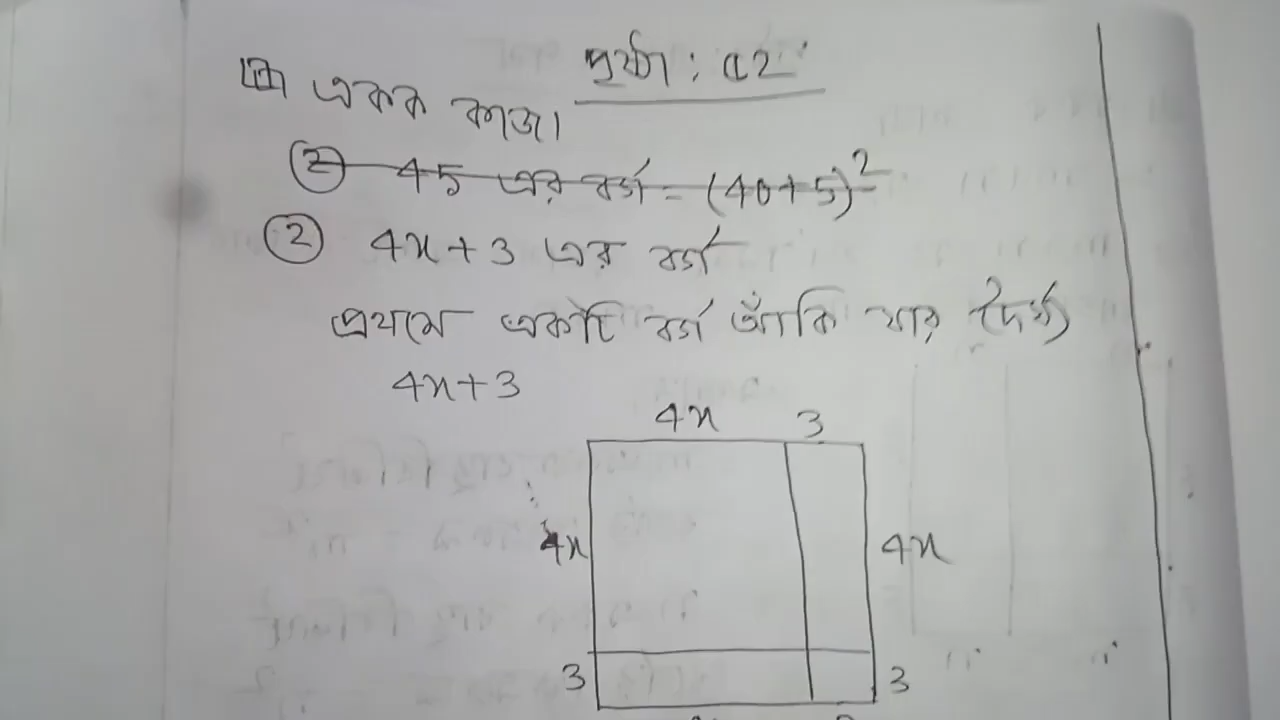 পৃষ্ঠা : ৫২
একক কাজ।
② 45 এর বর্গ = (40+5)²
② 4x + 3 এর বর্গ
প্রথমে একটি বর্গ আঁকি যার দৈর্ঘ্য
4x+3
4x 3
4x 4x
3 3